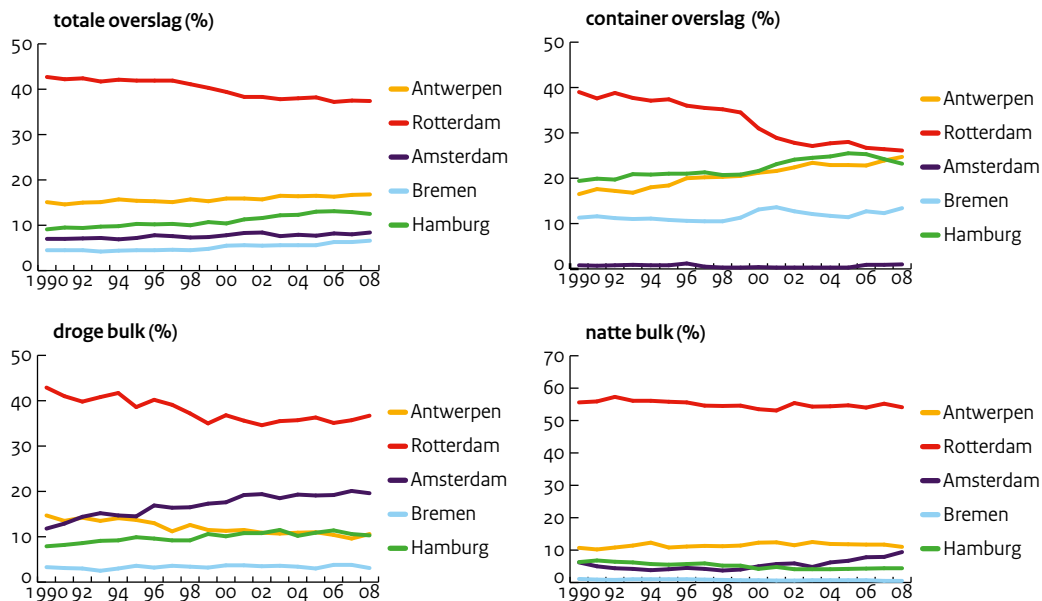 totale overslag (%)
50
40
30
20
10
0
1990 92 94 96 98 00 02 04 06 08
Antwerpen
Rotterdam
Amsterdam
Bremen
Hamburg
container overslag (%)
50
40
30
20
10
0
1990 92 94 96 98 00 02 04 06 08
Antwerpen
Rotterdam
Amsterdam
Bremen
Hamburg
droge bulk (%)
50
40
30
20
10
0
1990 92 94 96 98 00 02 04 06 08
Antwerpen
Rotterdam
Amsterdam
Bremen
Hamburg
natte bulk (%)
70
60
50
40
30
20
10
0
1990 92 94 96 98 00 02 04 06 08
Antwerpen
Rotterdam
Amsterdam
Bremen
Hamburg